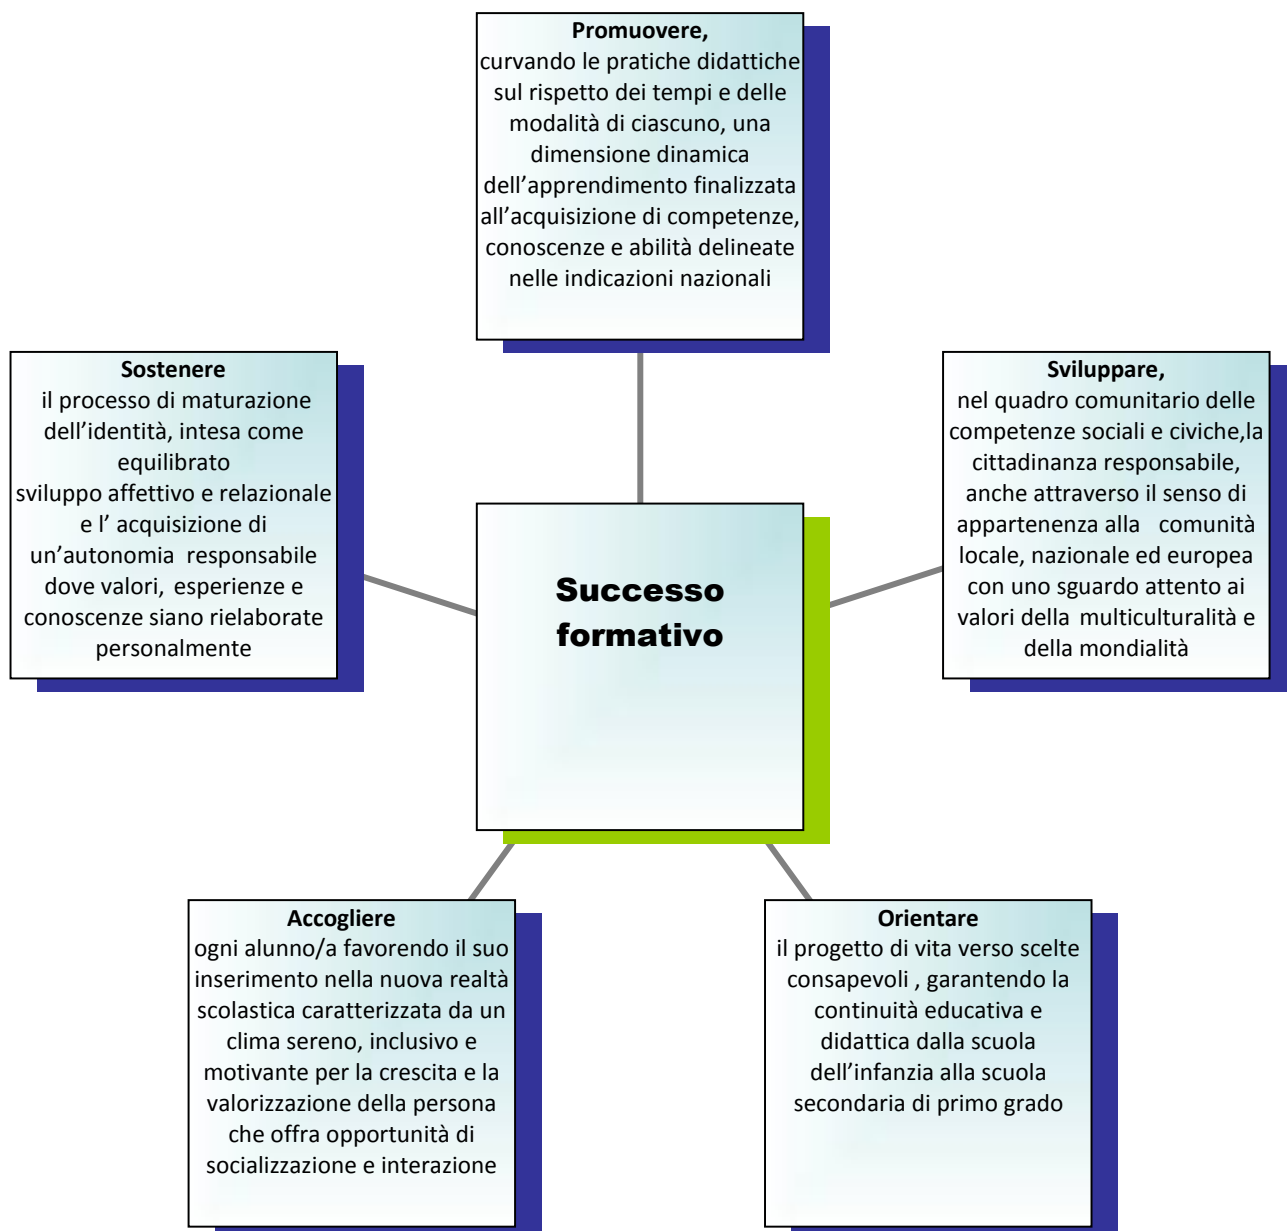 Promuovere,
curvando le pratiche didattiche
sul rispetto dei tempi e delle
modalità di ciascuno, una
dimensione dinamica
dell’apprendimento finalizzata
all’acquisizione di competenze,
conoscenze e abilità delineate
nelle indicazioni nazionali
Sostenere
il processo di maturazione
dell’identità, intesa come
equilibrato
sviluppo affettivo e relazionale
e l’ acquisizione di
un’autonomia responsabile
dove valori, esperienze e
conoscenze siano rielaborate
personalmente
Sviluppare,
nel quadro comunitario delle
competenze sociali e civiche,la
cittadinanza responsabile,
anche attraverso il senso di
appartenenza alla comunità
locale, nazionale ed europea
con uno sguardo attento ai
valori della multiculturalità e
della mondialità
Successo
formativo
Accogliere
ogni alunno/a favorendo il suo
inserimento nella nuova realtà
scolastica caratterizzata da un
clima sereno, inclusivo e
motivante per la crescita e la
valorizzazione della persona
che offra opportunità di
socializzazione e interazione
Orientare
il progetto di vita verso scelte
consapevoli , garantendo la
continuità educativa e
didattica dalla scuola
dell’infanzia alla scuola
secondaria di primo grado